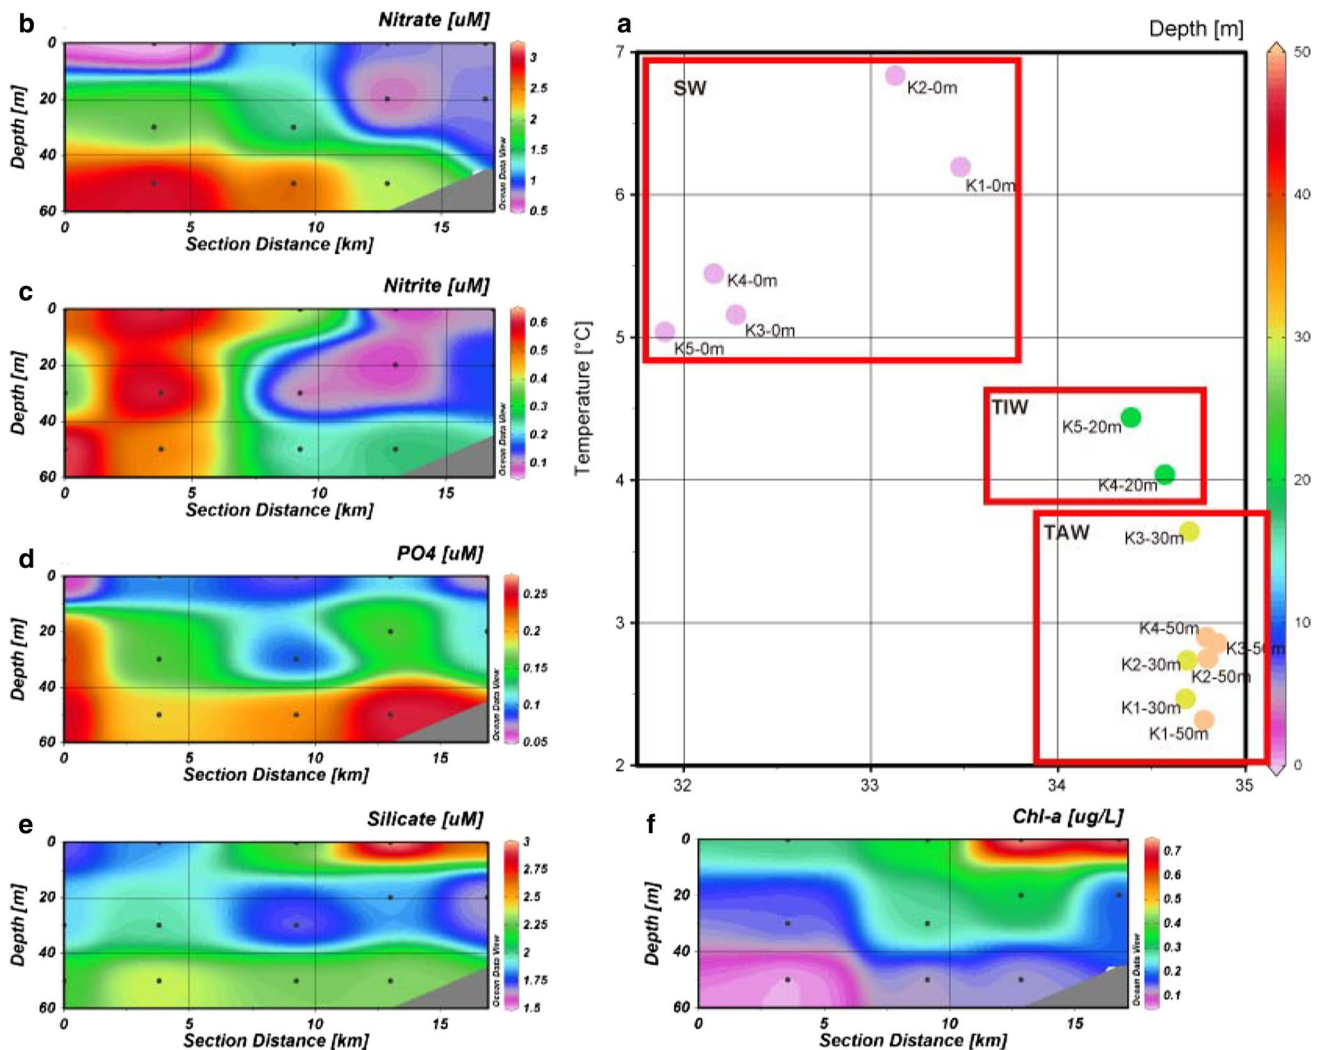 b
Nitrate [uM]
0
20
40
60
Depth [m]
0
5
10
15
Section Distance [km]
Ocean Data View
3
2.5
2
1.5
1
0.5
c
Nitrite [uM]
0
20
40
60
Depth [m]
0
5
10
15
Section Distance [km]
Ocean Data View
0.6
0.5
0.4
0.3
0.2
0.1
d
PO4 [uM]
0
20
40
60
Depth [m]
0
5
10
15
Section Distance [km]
Ocean Data View
0.25
0.2
0.15
0.1
0.05
e
Silicate [uM]
0
20
40
60
Depth [m]
0
5
10
15
Section Distance [km]
Ocean Data View
3
2.75
2.5
2.25
2
1.75
1.5
a
Depth [m]
7
6
5
4
3
2
Temperature [°C]
SW
K2-0m
K1-0m
K4-0m
K3-0m
K5-0m
TIW
K5-20m
K4-20m
TAW
K3-30m
K4-50m
K3-50m
K2-30m
K2-50m
K1-30m
K1-50m
32
33
34
35
50
40
30
20
10
0
f
Chl-a [ug/L]
0
20
40
60
Depth [m]
0
5
10
15
Section Distance [km]
Ocean Data View
0.7
0.6
0.5
0.4
0.3
0.2
0.1